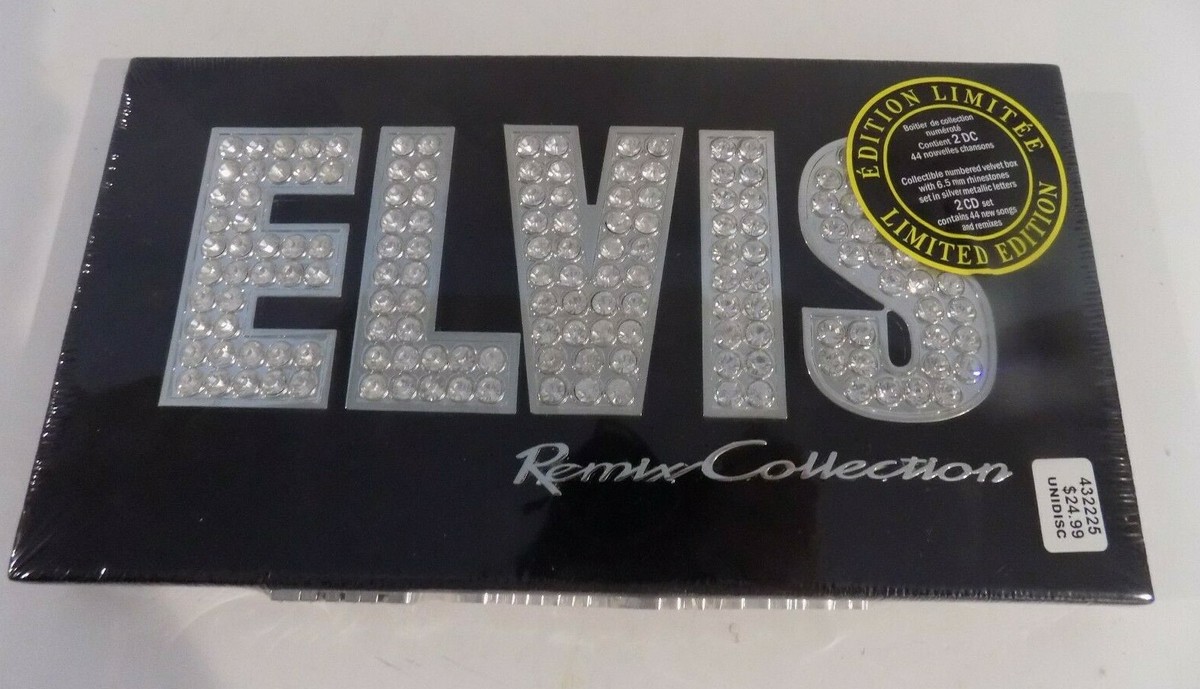 ELVIS
Remix Collection
ÉDITION LIMITÉE
Boîtier de collection
numéroté
Contient 2 DC
44 nouvelles chansons
Collectible numbered velvet box
with 6.5 mm rhinestones
set in silver metallic letters
2CD set
contains 44 new songs
and remixes
LIMITED EDITION
432225
$24.99
UNIDISC